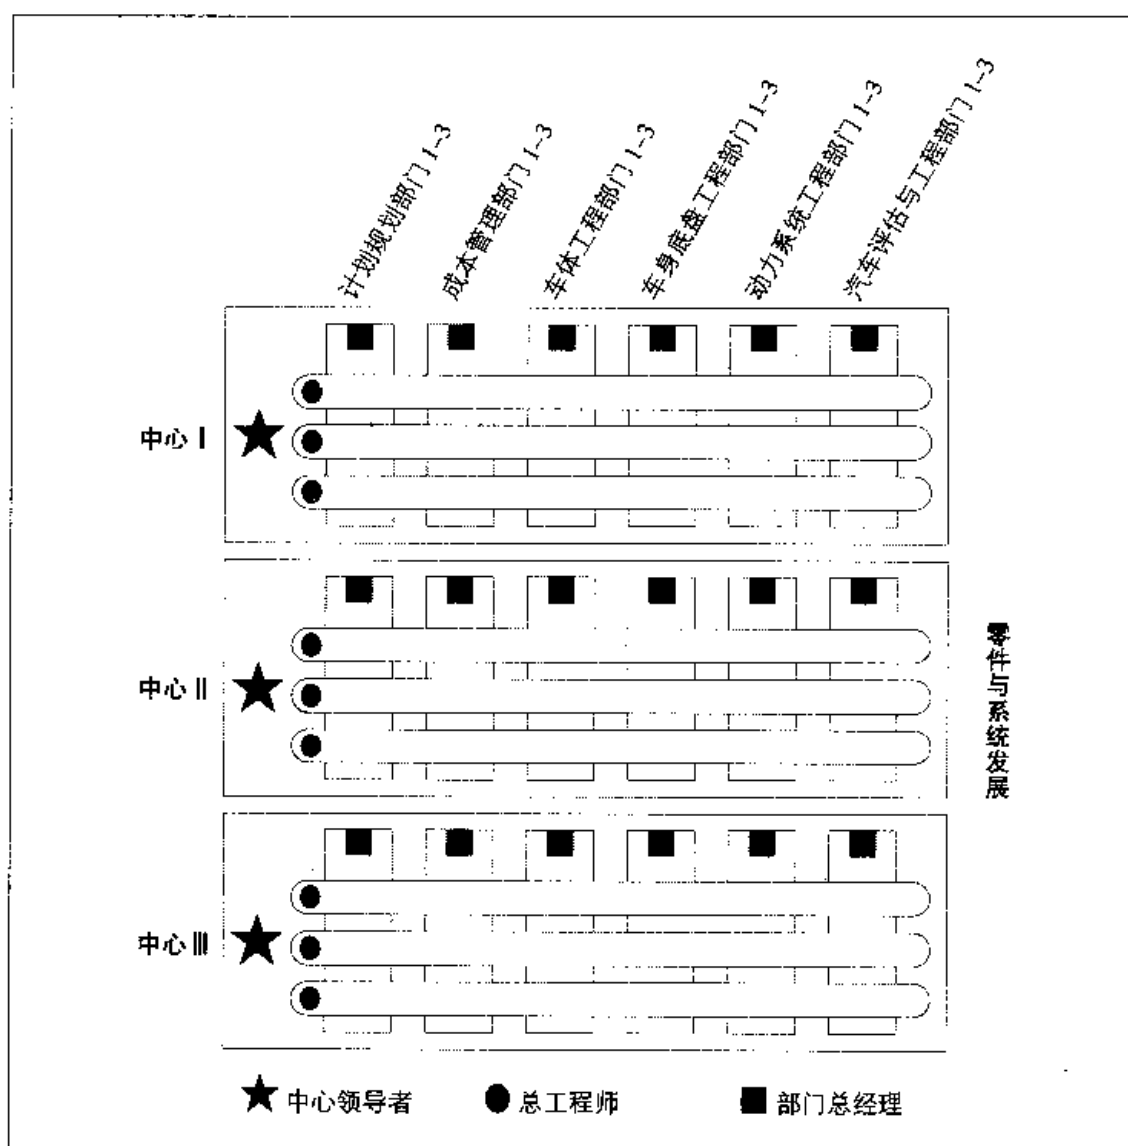 计划规划部门 1~3
成本管理部门 1~3
车体工程部门 1~3
车身底盘工程部门 1~3
动力系统工程部门 1~3
汽车评估与工程部门 1~3
中心Ⅰ
中心Ⅱ
中心Ⅲ
零件与系统发展
中心领导者
总工程师
部门总经理